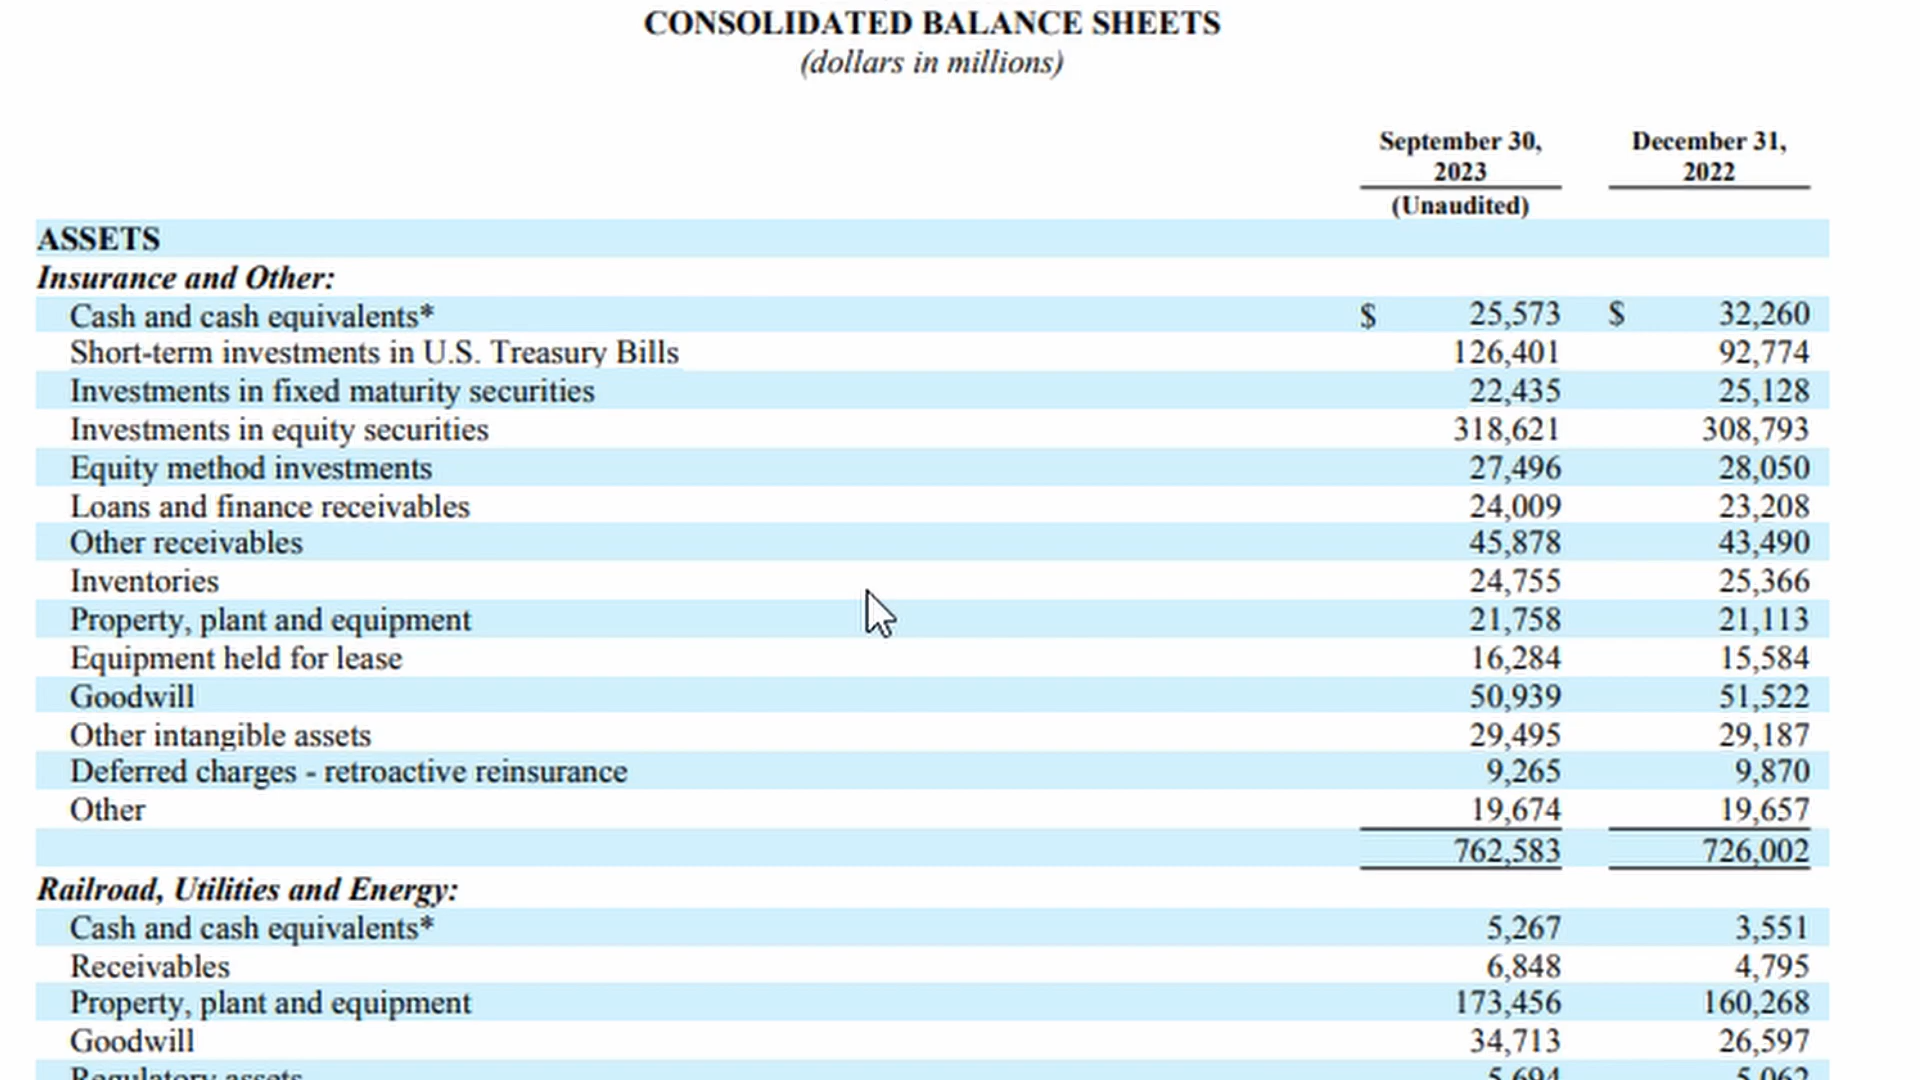 CONSOLIDATED BALANCE SHEETS
(dollars in millions)
September 30, December 31,
2023 2022
(Unaudited)
ASSETS
Insurance and Other:
Cash and cash equivalents* $ 25,573 $ 32,260
Short-term investments in U.S. Treasury Bills 126,401 92,774
Investments in fixed maturity securities 22,435 25,128
Investments in equity securities 318,621 308,793
Equity method investments 27,496 28,050
Loans and finance receivables 24,009 23,208
Other receivables 45,878 43,490
Inventories 24,755 25,366
Property, plant and equipment 21,758 21,113
Equipment held for lease 16,284 15,584
Goodwill 50,939 51,522
Other intangible assets 29,495 29,187
Deferred charges - retroactive reinsurance 9,265 9,870
Other 19,674 19,657
762,583 726,002
Railroad, Utilities and Energy:
Cash and cash equivalents* 5,267 3,551
Receivables 6,848 4,795
Property, plant and equipment 173,456 160,268
Goodwill 34,713 26,597
Regulatory assets 5,694 5,062